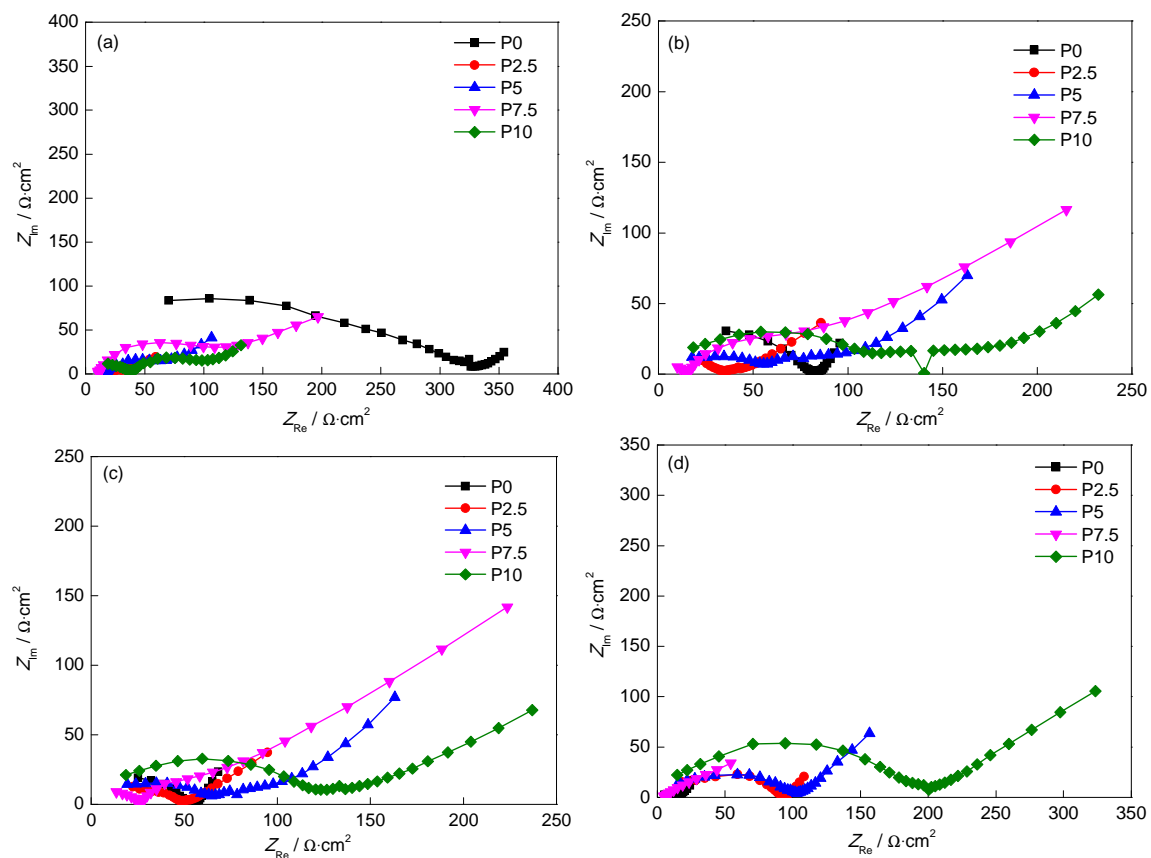 (a)
P0
P2.5
P5
P7.5
P10
400
350
300
250
200
150
100
50
0
0 50 100 150 200 250 300 350 400
Z_Im / Ω·cm²
Z_Re / Ω·cm²
(b)
P0
P2.5
P5
P7.5
P10
250
200
150
100
50
0
0 50 100 150 200 250
Z_Im / Ω·cm²
Z_Re / Ω·cm²
(c)
P0
P2.5
P5
P7.5
P10
250
200
150
100
50
0
0 50 100 150 200 250
Z_Im / Ω·cm²
Z_Re / Ω·cm²
(d)
P0
P2.5
P5
P7.5
P10
350
300
250
200
150
100
50
0
0 50 100 150 200 250 300 350
Z_Im / Ω·cm²
Z_Re / Ω·cm²